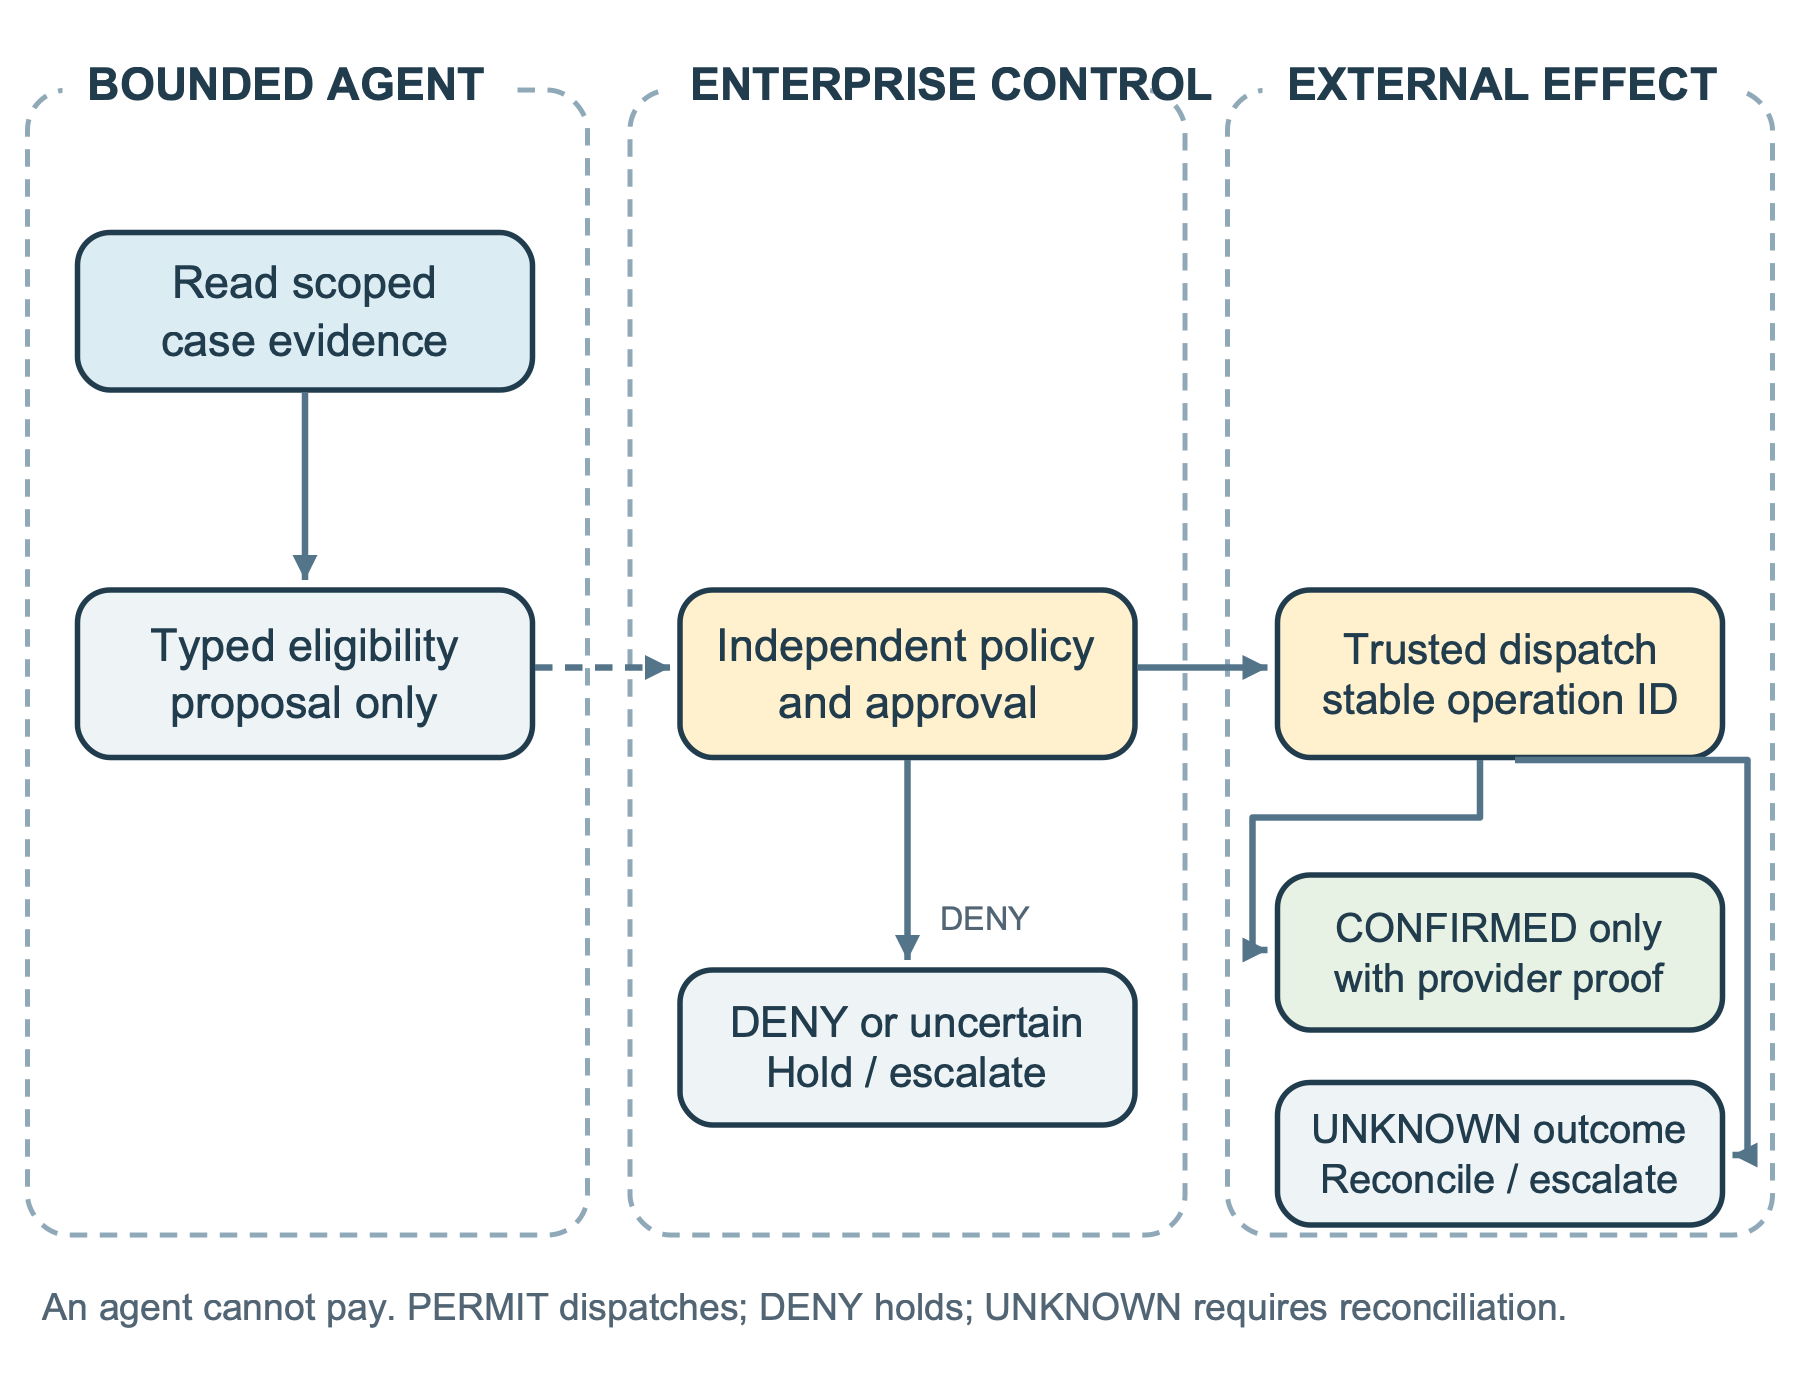 BOUNDED AGENT
Read scoped
case evidence
Typed eligibility
proposal only
ENTERPRISE CONTROL
Independent policy
and approval
DENY
DENY or uncertain
Hold / escalate
EXTERNAL EFFECT
Trusted dispatch
stable operation ID
CONFIRMED only
with provider proof
UNKNOWN outcome
Reconcile / escalate
An agent cannot pay. PERMIT dispatches; DENY holds; UNKNOWN requires reconciliation.